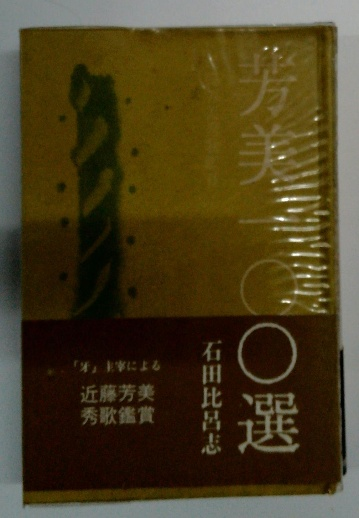 芳美一〇〇選
石田比呂志
「牙」主宰による
近藤芳美
秀歌鑑賞